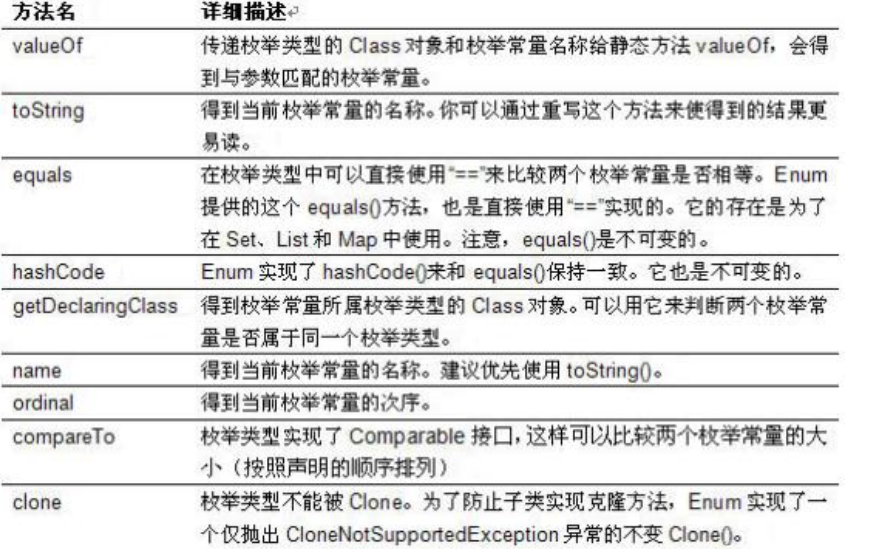 方法名 详细描述
valueOf 传递枚举类型的 Class 对象和枚举常量名称给静态方法 valueOf，会得
到与参数匹配的枚举常量。
toString 得到当前枚举常量的名称。你可以通过重写这个方法来使得到的结果更
易读。
equals 在枚举类型中可以直接使用“==”来比较两个枚举常量是否相等。Enum
提供的这个 equals()方法，也是直接使用“==”实现的。它的存在是为了
在 Set、List 和 Map 中使用。注意，equals()是不可变的。
hashCode Enum 实现了 hashCode()来和 equals()保持一致。它也是不可变的。
getDeclaringClass 得到枚举常量所属枚举类型的 Class 对象。可以用它来判断两个枚举常
量是否属于同一个枚举类型。
name 得到当前枚举常量的名称。建议优先使用 toString()。
ordinal 得到当前枚举常量的次序。
compareTo 枚举类型实现了 Comparable 接口，这样可以比较两个枚举常量的大
小（按照声明的顺序排列）
clone 枚举类型不能被 Clone。为了防止子类实现克隆方法，Enum 实现了一
个仅抛出 CloneNotSupportedException 异常的不变 Clone()。